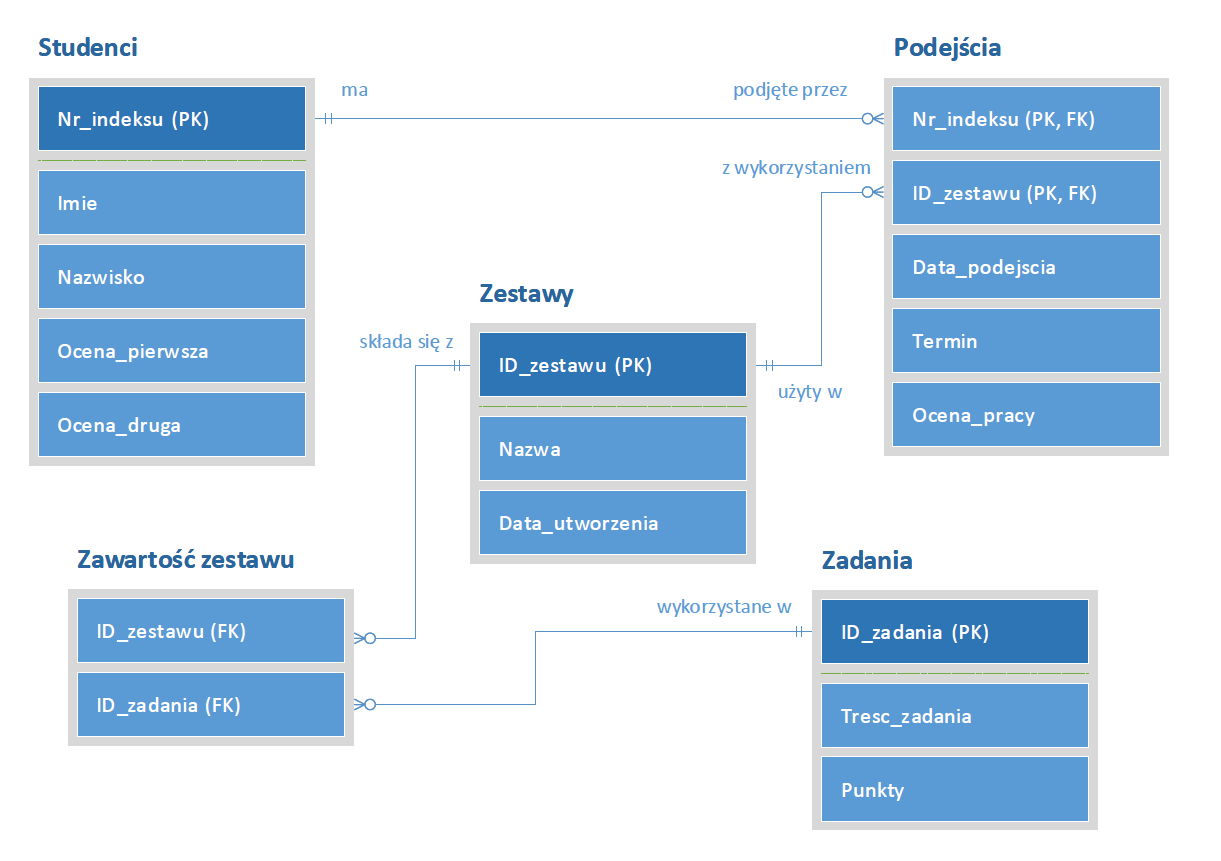 Studenci
Nr_indeksu (PK)
Imie
Nazwisko
Ocena_pierwsza
Ocena_druga
ma
podjęte przez
Podejścia
Nr_indeksu (PK, FK)
ID_zestawu (PK, FK)
Data_podejscia
Termin
Ocena_pracy
z wykorzystaniem
Zestawy
ID_zestawu (PK)
Nazwa
Data_utworzenia
składa się z
użyty w
Zawartość zestawu
ID_zestawu (FK)
ID_zadania (FK)
wykorzystane w
Zadania
ID_zadania (PK)
Tresc_zadania
Punkty